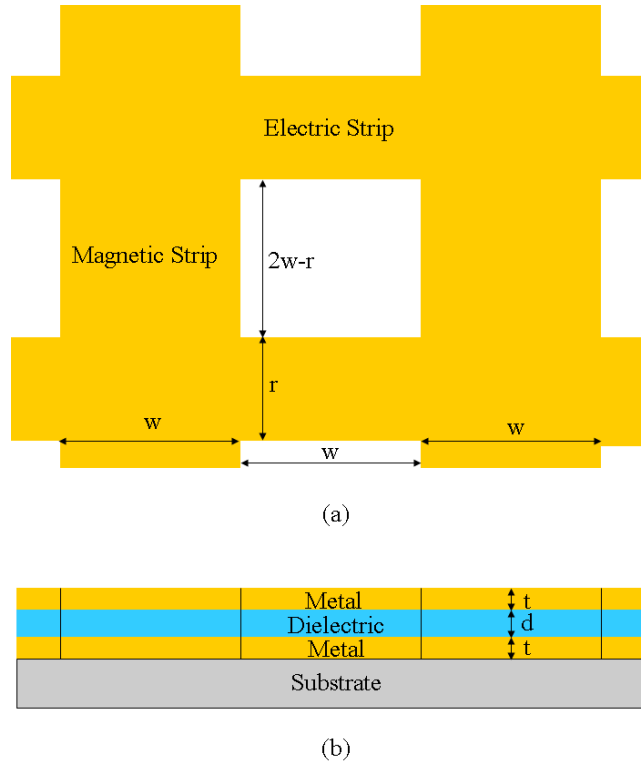 Electric Strip
Magnetic Strip
2w-r
r
w
w
w
(a)
Metal
t
Dielectric
d
Metal
t
Substrate
(b)